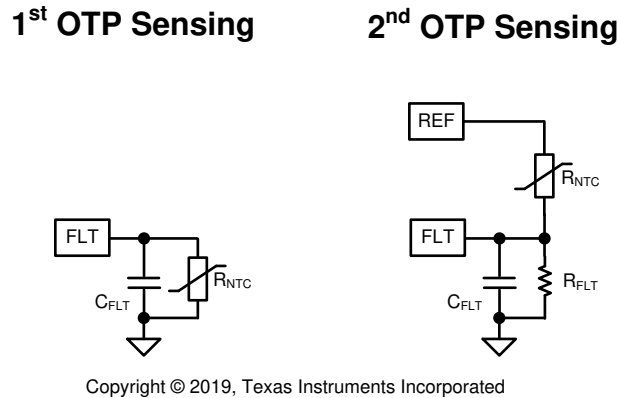 1st OTP Sensing
2nd OTP Sensing
REF
RNTC
FLT
FLT
RNTC
RFLT
CFLT
CFLT
Copyright © 2019, Texas Instruments Incorporated